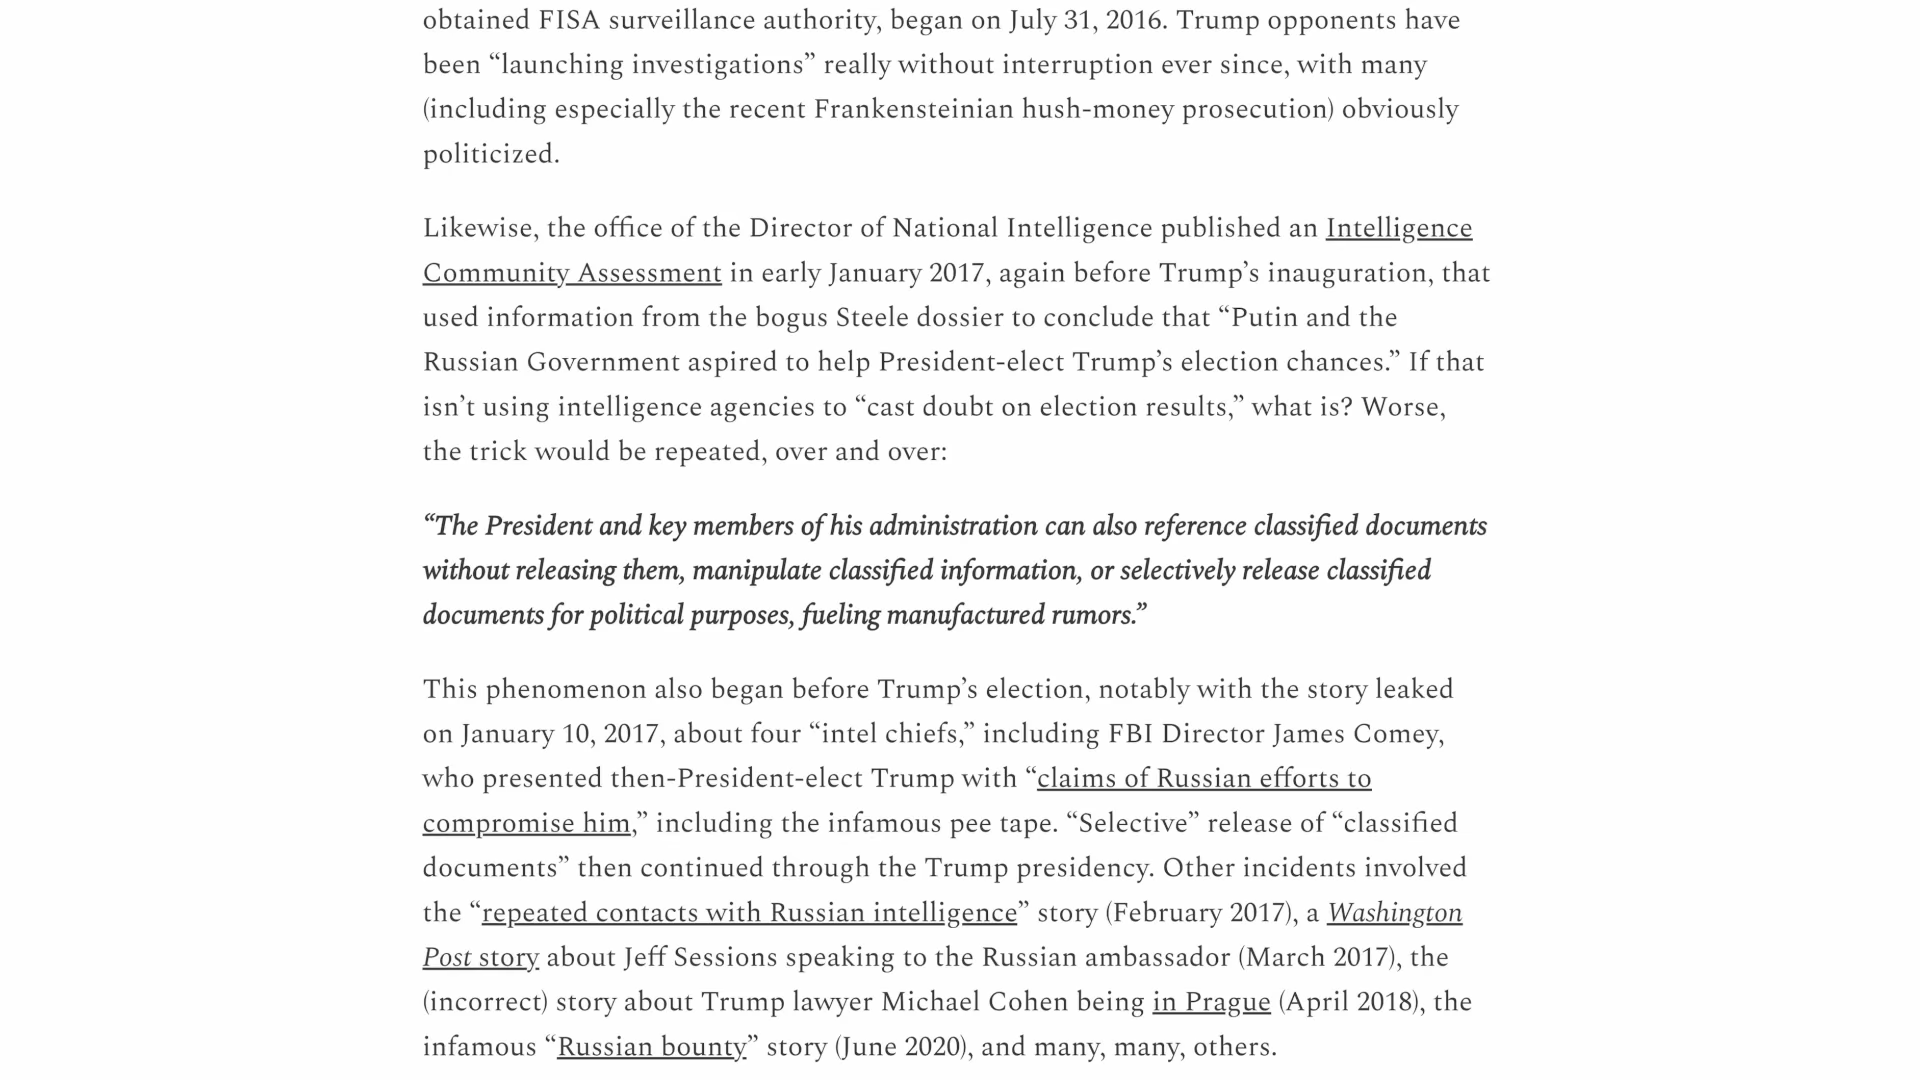 obtained FISA surveillance authority, began on July 31, 2016. Trump opponents have
been “launching investigations” really without interruption ever since, with many
(including especially the recent Frankensteinian hush-money prosecution) obviously
politicized.
Likewise, the office of the Director of National Intelligence published an Intelligence
Community Assessment in early January 2017, again before Trump’s inauguration, that
used information from the bogus Steele dossier to conclude that “Putin and the
Russian Government aspired to help President-elect Trump’s election chances.” If that
isn’t using intelligence agencies to “cast doubt on election results,” what is? Worse,
the trick would be repeated, over and over:
“The President and key members of his administration can also reference classified documents
without releasing them, manipulate classified information, or selectively release classified
documents for political purposes, fueling manufactured rumors.”
This phenomenon also began before Trump’s election, notably with the story leaked
on January 10, 2017, about four “intel chiefs,” including FBI Director James Comey,
who presented then-President-elect Trump with “claims of Russian efforts to
compromise him,” including the infamous pee tape. “Selective” release of “classified
documents” then continued through the Trump presidency. Other incidents involved
the “repeated contacts with Russian intelligence” story (February 2017), a Washington
Post story about Jeff Sessions speaking to the Russian ambassador (March 2017), the
(incorrect) story about Trump lawyer Michael Cohen being in Prague (April 2018), the
infamous “Russian bounty” story (June 2020), and many, many, others.